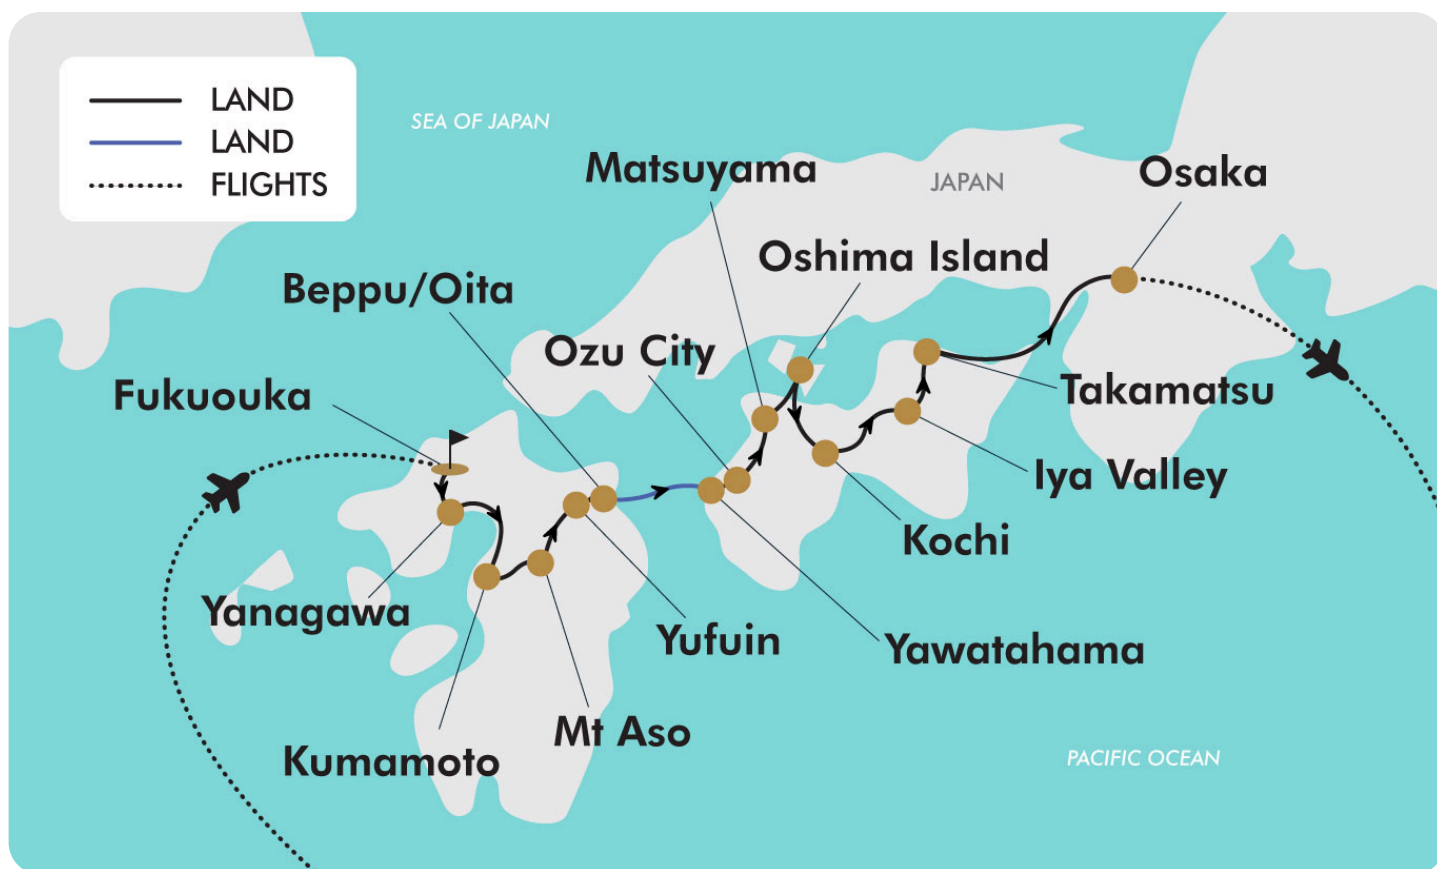 LAND
LAND
FLIGHTS
SEA OF JAPAN
Matsuyama
JAPAN
Osaka
Oshima Island
Beppu/Oita
Ozu City
Fukuouka
Takamatsu
Iya Valley
Kochi
Yanagawa
Yufuin
Yawatahama
Mt Aso
Kumamoto
PACIFIC OCEAN